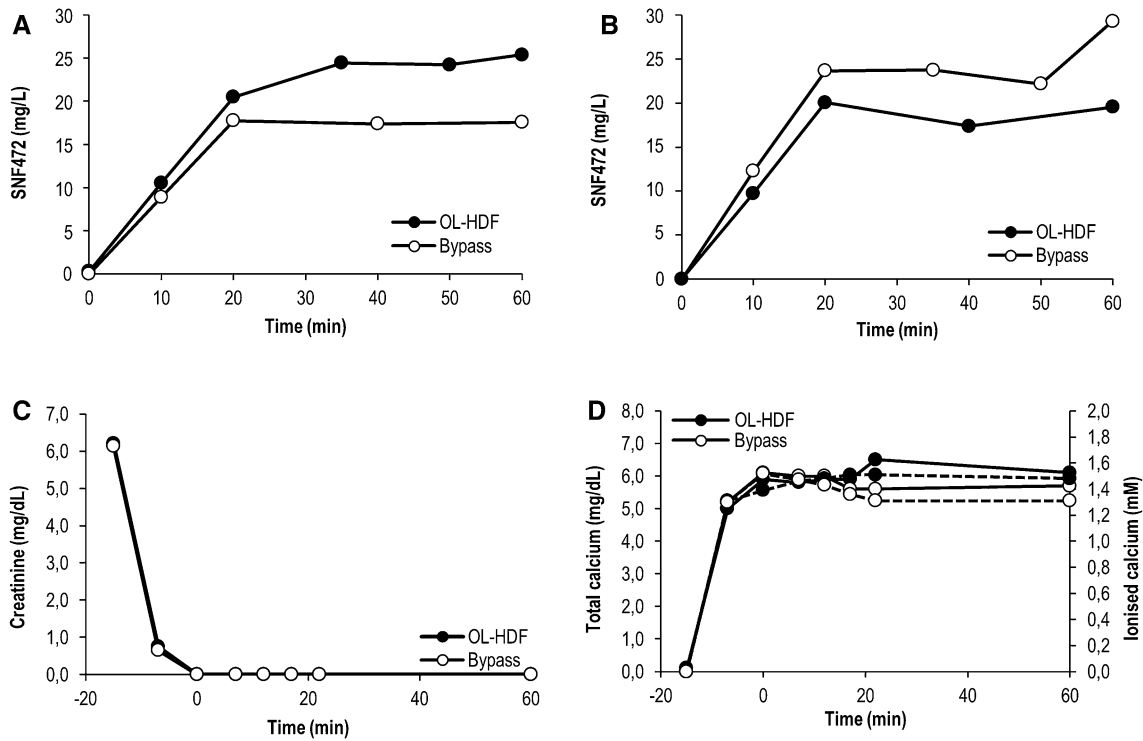 A
30
25
20
15
10
5
0
SNF472 (mg/L)
OL-HDF
Bypass
0 10 20 30 40 50 60
Time (min)
B
30
25
20
15
10
5
0
SNF472 (mg/L)
OL-HDF
Bypass
0 10 20 30 40 50 60
Time (min)
C
7,0
6,0
5,0
4,0
3,0
2,0
1,0
0,0
Creatinine (mg/dL)
OL-HDF
Bypass
-20 0 20 40 60
Time (min)
D
8,0
7,0
6,0
5,0
4,0
3,0
2,0
1,0
0,0
Total calcium (mg/dL)
OL-HDF
Bypass
2,0
1,8
1,6
1,4
1,2
1,0
0,8
0,6
0,4
0,2
0,0
Ionised calcium (mM)
-20 0 20 40 60
Time (min)